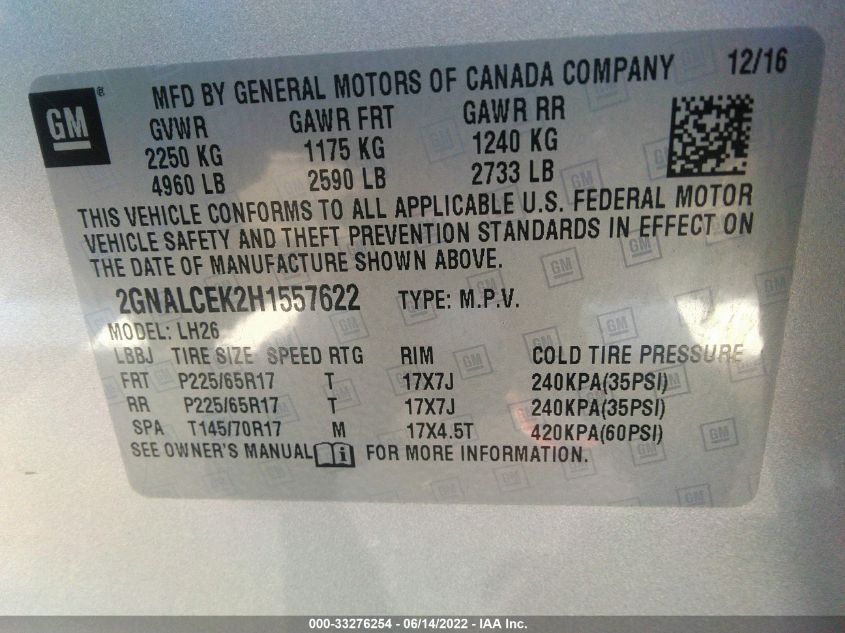 MFD BY GENERAL MOTORS OF CANADA COMPANY 12/16
GM®
GVWR GAWR FRT GAWR RR
2250 KG 1175 KG 1240 KG
4960 LB 2590 LB 2733 LB
THIS VEHICLE CONFORMS TO ALL APPLICABLE U.S. FEDERAL MOTOR
VEHICLE SAFETY AND THEFT PREVENTION STANDARDS IN EFFECT ON
THE DATE OF MANUFACTURE SHOWN ABOVE.
2GNALCEK2H1557622 TYPE: M.P.V.
MODEL: LH26
LBBJ TIRE SIZE SPEED RTG RIM COLD TIRE PRESSURE
FRT P225/65R17 T 17X7J 240KPA(35PSI)
RR P225/65R17 T 17X7J 240KPA(35PSI)
SPA T145/70R17 M 17X4.5T 420KPA(60PSI)
SEE OWNER'S MANUAL FOR MORE INFORMATION.
000-33276254 - 06/14/2022 - IAA Inc.